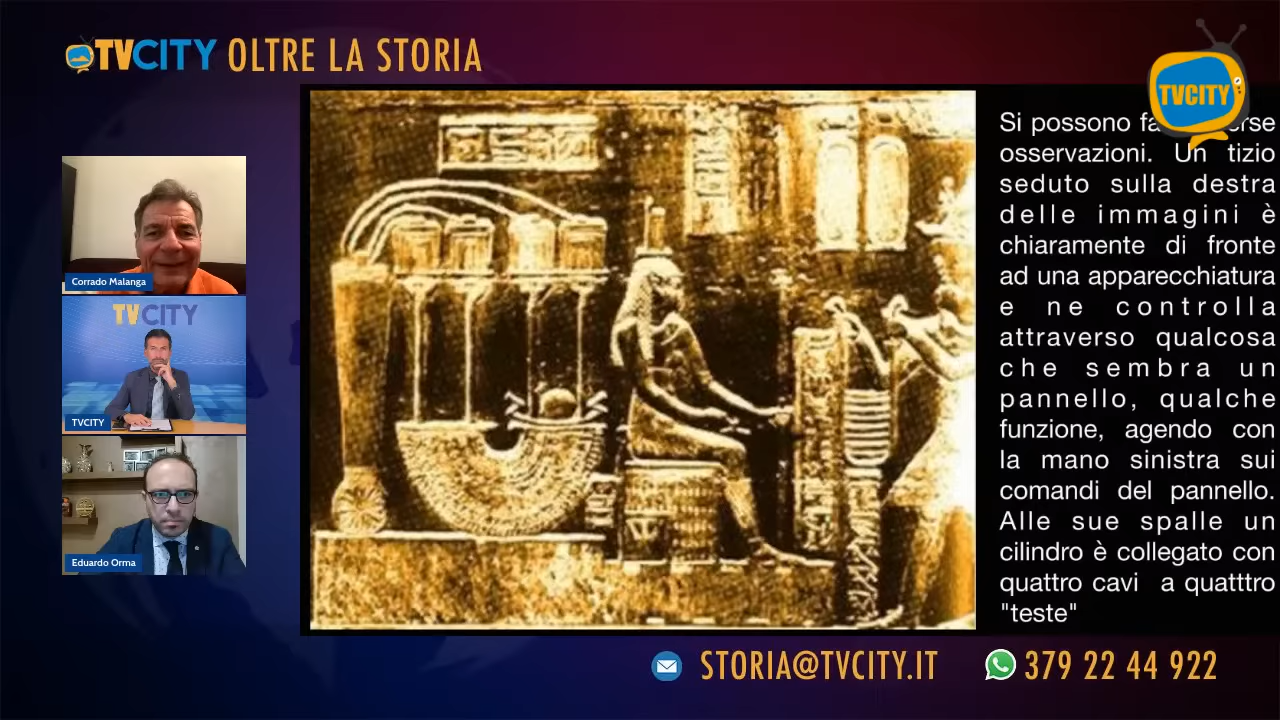 TVCITY OLTRE LA STORIA
TVCITY
Si possono
osservazioni. Un tizio
seduto sulla destra
delle immagini è
chiaramente di fronte
ad una apparecchiatura
e ne controlla
attraverso qualcosa
che sembra un
pannello, qualche
funzione, agendo con
la mano sinistra sui
comandi del pannello.
Alle sue spalle un
cilindro è collegato con
quattro cavi a quatttro
"teste"
Corrado Malanga
TVCITY
TVCITY
Eduardo Orma
STORIA@TVCITY.IT
379 22 44 922